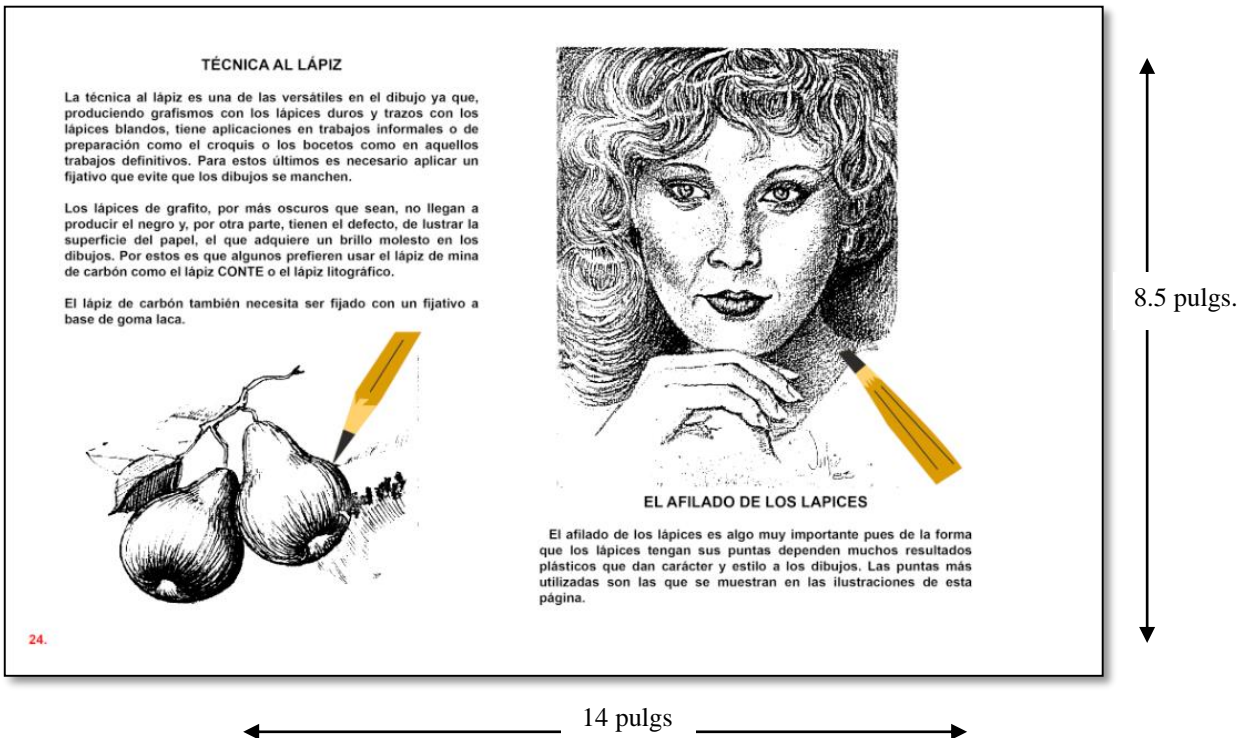 TÉCNICA AL LÁPIZ
La técnica al lápiz es una de las versátiles en el dibujo ya que,
produciendo grafismos con los lápices duros y trazos con los
lápices blandos, tiene aplicaciones en trabajos informales o de
preparación como el croquis o los bocetos como en aquellos
trabajos definitivos. Para estos últimos es necesario aplicar un
fijativo que evite que los dibujos se manchen.
Los lápices de grafito, por más oscuros que sean, no llegan a
producir el negro y, por otra parte, tienen el defecto, de lustrar la
superficie del papel, el que adquiere un brillo molesto en los
dibujos. Por estos es que algunos prefieren usar el lápiz de mina
de carbón como el lápiz CONTE o el lápiz litográfico.
El lápiz de carbón también necesita ser fijado con un fijativo a
base de goma laca.
EL AFILADO DE LOS LAPICES
El afilado de los lápices es algo muy importante pues de la forma
que los lápices tengan sus puntas dependen muchos resultados
plásticos que dan carácter y estilo a los dibujos. Las puntas más
utilizadas son las que se muestran en las ilustraciones de esta
página.
24.
8.5 pulgs.
14 pulgs